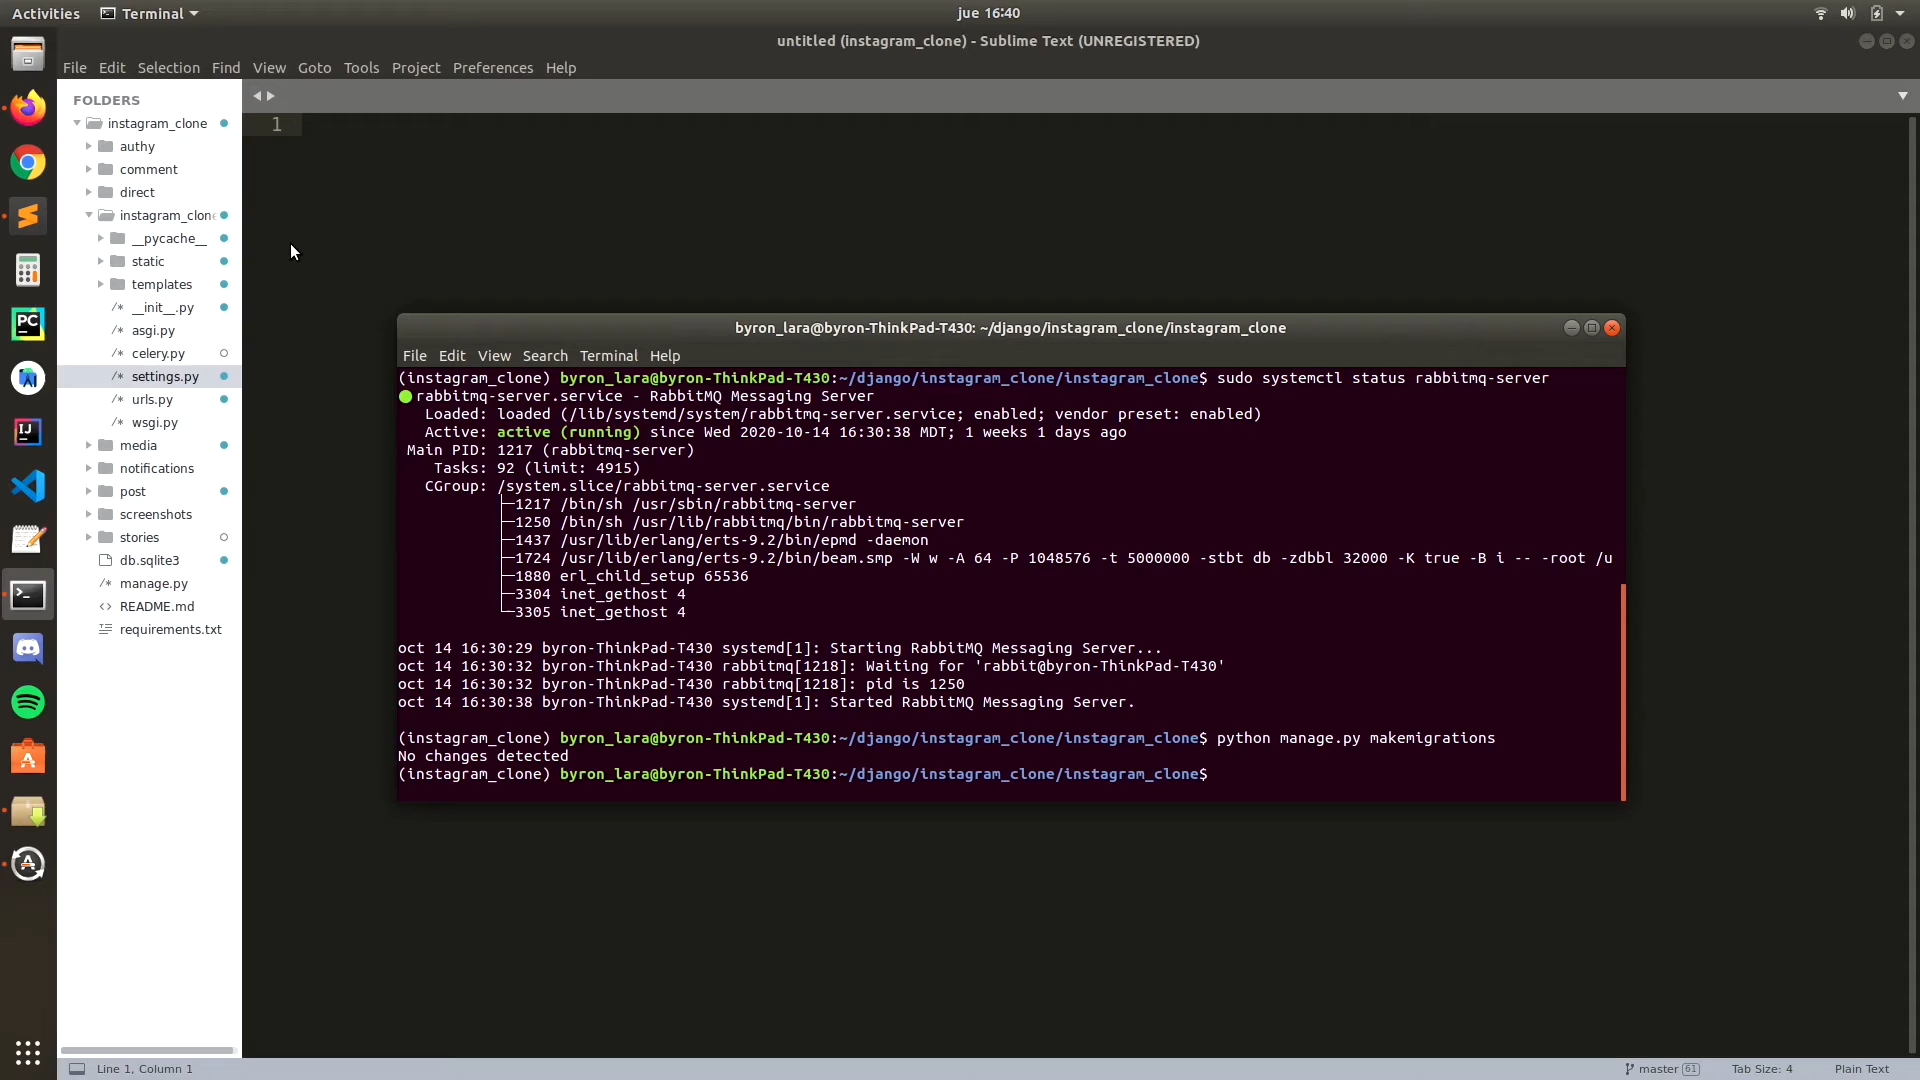 Activities
Terminal
jue 16:40
untitled (instagram_clone) - Sublime Text (UNREGISTERED)
File Edit Selection Find View Goto Tools Project Preferences Help
FOLDERS
instagram_clone
authy
comment
direct
instagram_clon
__pycache__
static
templates
/* __init__.py
/* asgi.py
/* celery.py
/* settings.py
/* urls.py
/* wsgi.py
media
notifications
post
screenshots
stories
db.sqlite3
/* manage.py
<> README.md
requirements.txt
1
byron_lara@byron-ThinkPad-T430: ~/django/instagram_clone/instagram_clone
File Edit View Search Terminal Help
(instagram_clone) byron_lara@byron-ThinkPad-T430:~/django/instagram_clone/instagram_clone$ sudo systemctl status rabbitmq-server
● rabbitmq-server.service - RabbitMQ Messaging Server
Loaded: loaded (/lib/systemd/system/rabbitmq-server.service; enabled; vendor preset: enabled)
Active: active (running) since Wed 2020-10-14 16:30:38 MDT; 1 weeks 1 days ago
Main PID: 1217 (rabbitmq-server)
Tasks: 92 (limit: 4915)
CGroup: /system.slice/rabbitmq-server.service
├─1217 /bin/sh /usr/sbin/rabbitmq-server
├─1250 /bin/sh /usr/lib/rabbitmq/bin/rabbitmq-server
├─1437 /usr/lib/erlang/erts-9.2/bin/epmd -daemon
├─1724 /usr/lib/erlang/erts-9.2/bin/beam.smp -W w -A 64 -P 1048576 -t 5000000 -stbt db -zdbbl 32000 -K true -B i -- -root /u
├─1880 erl_child_setup 65536
├─3304 inet_gethost 4
└─3305 inet_gethost 4
oct 14 16:30:29 byron-ThinkPad-T430 systemd[1]: Starting RabbitMQ Messaging Server...
oct 14 16:30:32 byron-ThinkPad-T430 rabbitmq[1218]: Waiting for 'rabbit@byron-ThinkPad-T430'
oct 14 16:30:32 byron-ThinkPad-T430 rabbitmq[1218]: pid is 1250
oct 14 16:30:38 byron-ThinkPad-T430 systemd[1]: Started RabbitMQ Messaging Server.
(instagram_clone) byron_lara@byron-ThinkPad-T430:~/django/instagram_clone/instagram_clone$ python manage.py makemigrations
No changes detected
(instagram_clone) byron_lara@byron-ThinkPad-T430:~/django/instagram_clone/instagram_clone$
Line 1, Column 1
master 61
Tab Size: 4
Plain Text